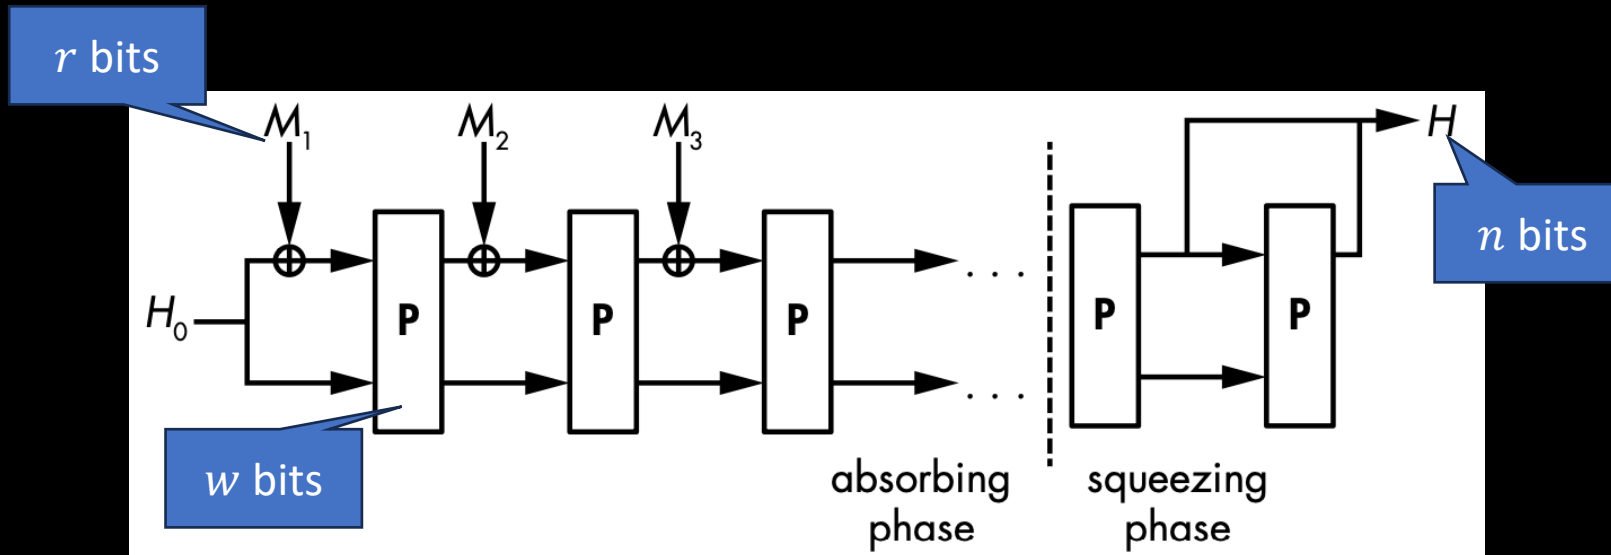 r bits
M₁ M₂ M₃
H
n bits
H₀
P P P P P
w bits
. . .
. . .
absorbing phase
squeezing phase